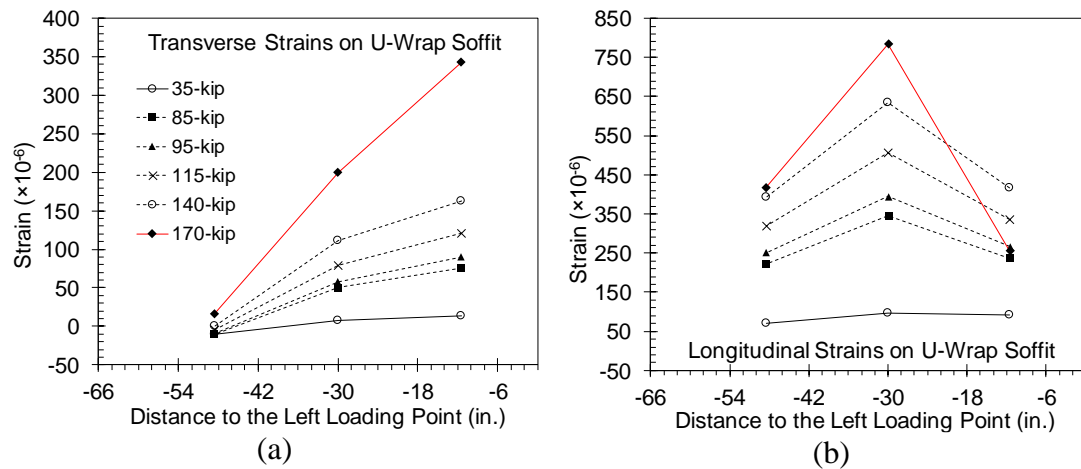 400
350
300
250
200
150
100
50
0
-50
Strain (×10⁻⁶)
Transverse Strains on U-Wrap Soffit
35-kip
85-kip
95-kip
115-kip
140-kip
170-kip
-66 -54 -42 -30 -18 -6
Distance to the Left Loading Point (in.)
(a)
850
750
650
550
450
350
250
150
50
-50
Strain (×10⁻⁶)
Longitudinal Strains on U-Wrap Soffit
-66 -54 -42 -30 -18 -6
Distance to the Left Loading Point (in.)
(b)